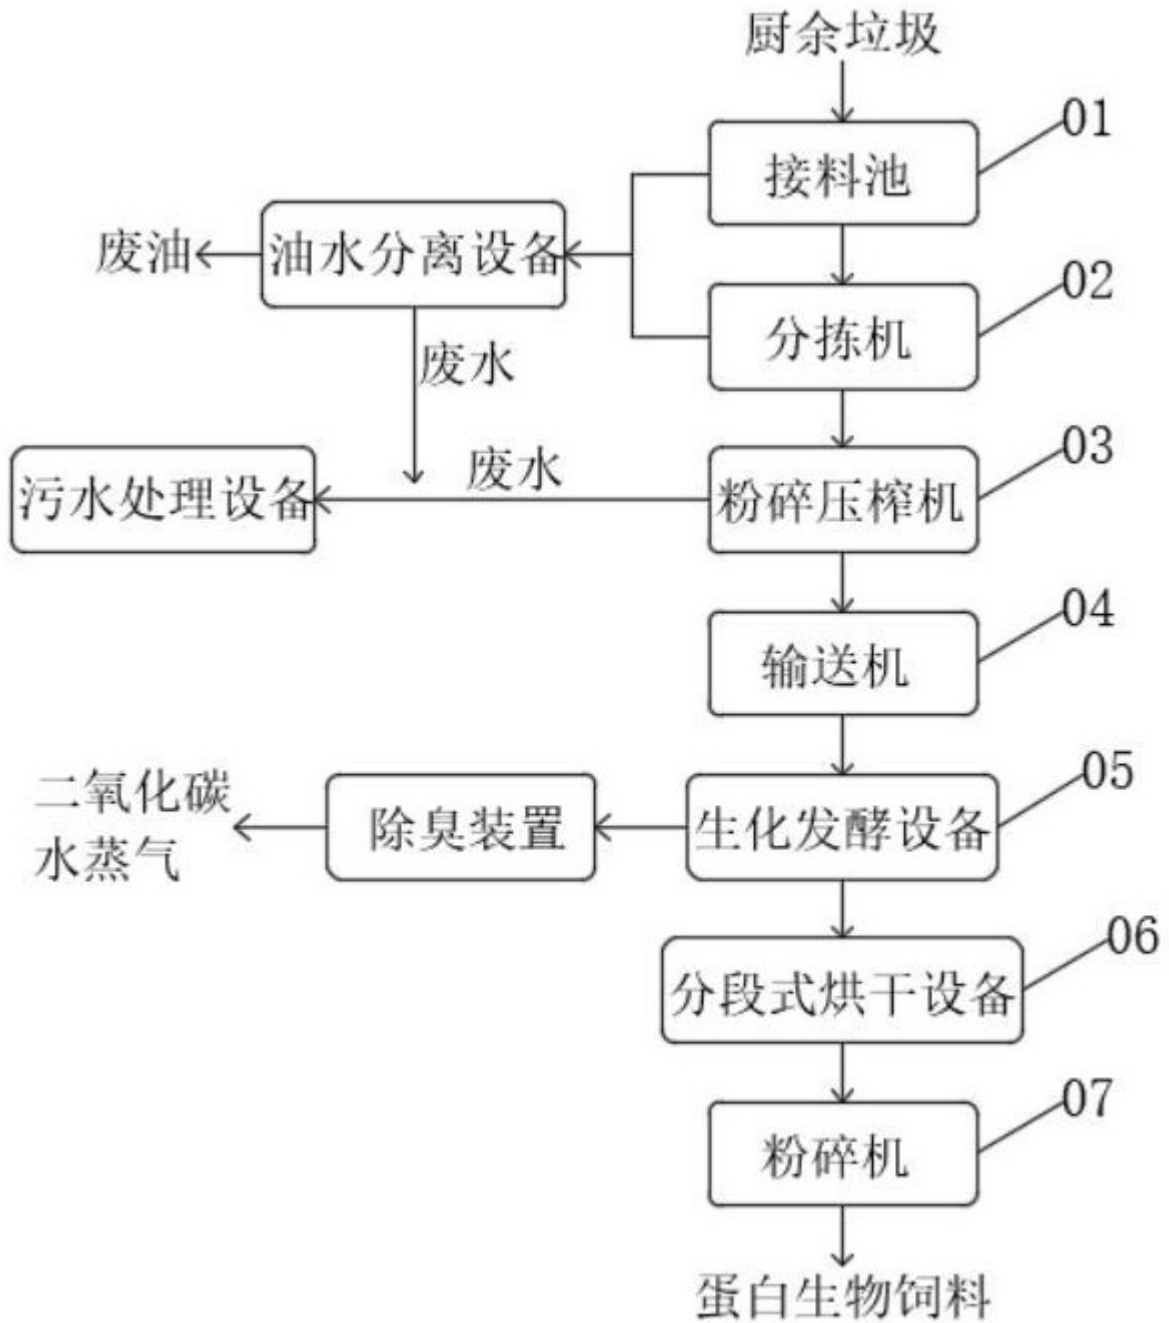 厨余垃圾
01
接料池
废油
油水分离设备
02
分拣机
废水
03
废水
污水处理设备
粉碎压榨机
04
输送机
05
二氧化碳
水蒸气
除臭装置
生化发酵设备
06
分段式烘干设备
07
粉碎机
蛋白生物饲料